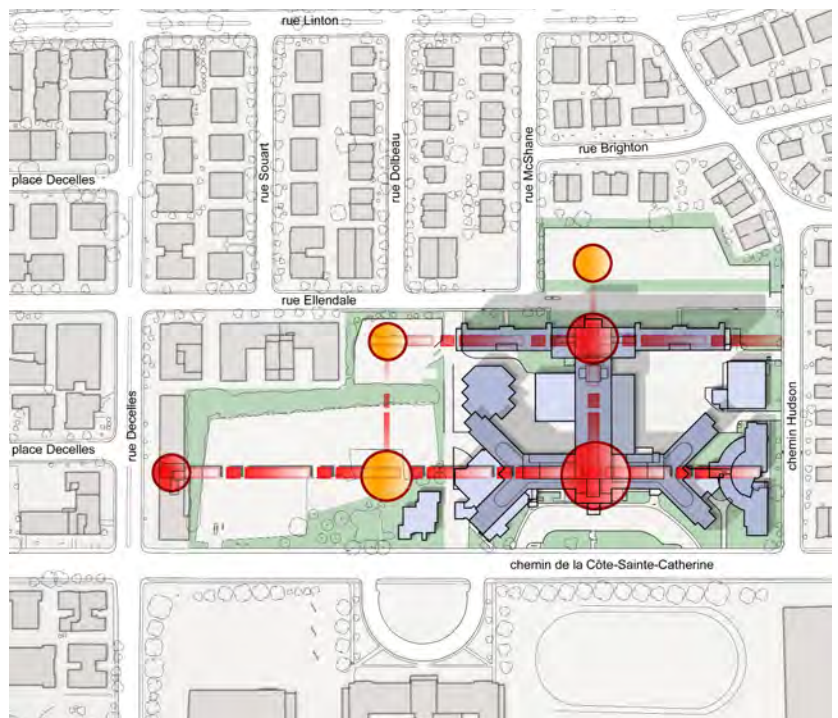 rue Linton
rue Souart
rue Dolbeau
rue McShane
rue Brighton
place Decelles
rue Ellendale
rue Decelles
place Decelles
chemin Hudson
chemin de la Côte-Sainte-Catherine